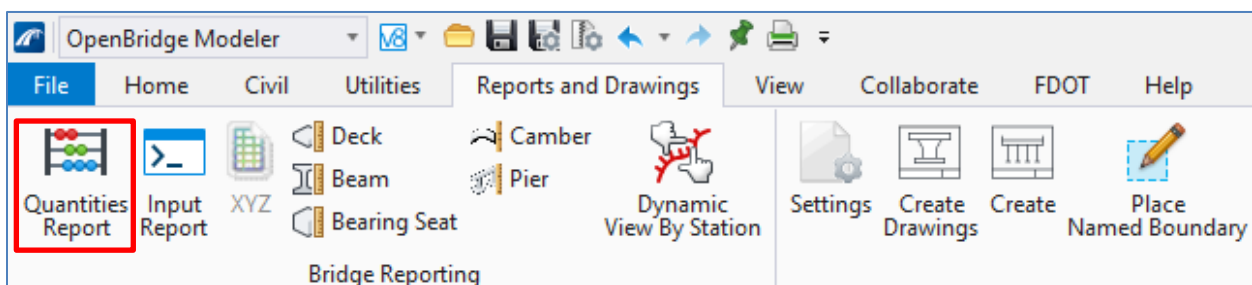 OpenBridge Modeler
V8
File Home Civil Utilities Reports and Drawings View Collaborate FDOT Help
Quantities Report
Input Report
XYZ
Deck
Beam
Bearing Seat
Camber
Pier
Dynamic View By Station
Bridge Reporting
Settings
Create Drawings
Create
Place Named Boundary